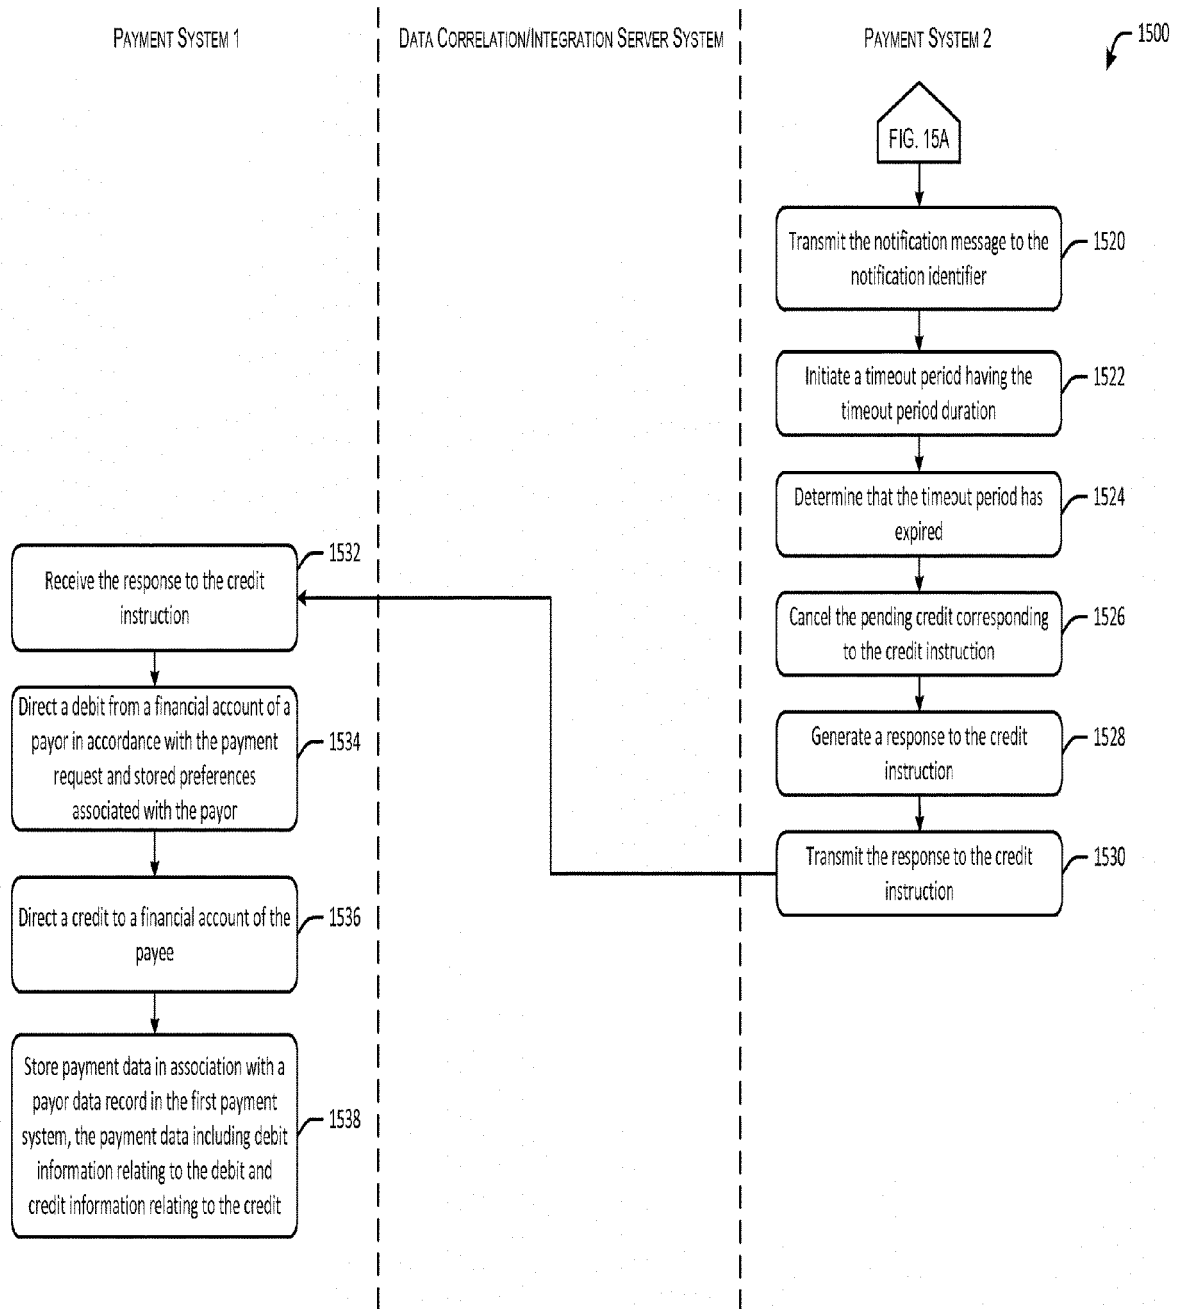 PAYMENT SYSTEM 1
DATA CORRELATION/INTEGRATION SERVER SYSTEM
PAYMENT SYSTEM 2
1500
FIG. 15A
Transmit the notification message to the
notification identifier
1520
Initiate a timeout period having the
timeout period duration
1522
Determine that the timeout period has
expired
1524
Cancel the pending credit corresponding
to the credit instruction
1526
Generate a response to the credit
instruction
1528
Transmit the response to the credit
instruction
1530
Receive the response to the credit
instruction
1532
Direct a debit from a financial account of a
payor in accordance with the payment
request and stored preferences
associated with the payor
1534
Direct a credit to a financial account of the
payee
1536
Store payment data in association with a
payor data record in the first payment
system, the payment data including debit
information relating to the debit and
credit information relating to the credit
1538